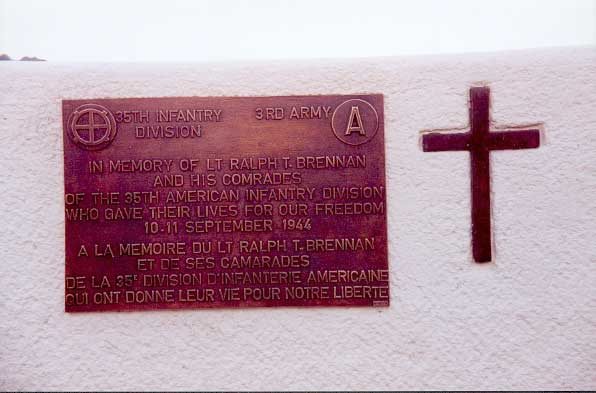 35TH INFANTRY 3RD ARMY A
DIVISION
IN MEMORY OF LT RALPH T. BRENNAN
AND HIS COMRADES
OF THE 35TH AMERICAN INFANTRY DIVISION
WHO GAVE THEIR LIVES FOR OUR FREEDOM
10-11 SEPTEMBER 1944
A LA MEMOIRE DU LT RALPH T. BRENNAN
ET DE SES CAMARADES
DE LA 35E DIVISION D'INFANTERIE AMERICAINE
QUI ONT DONNE LEUR VIE POUR NOTRE LIBERTE